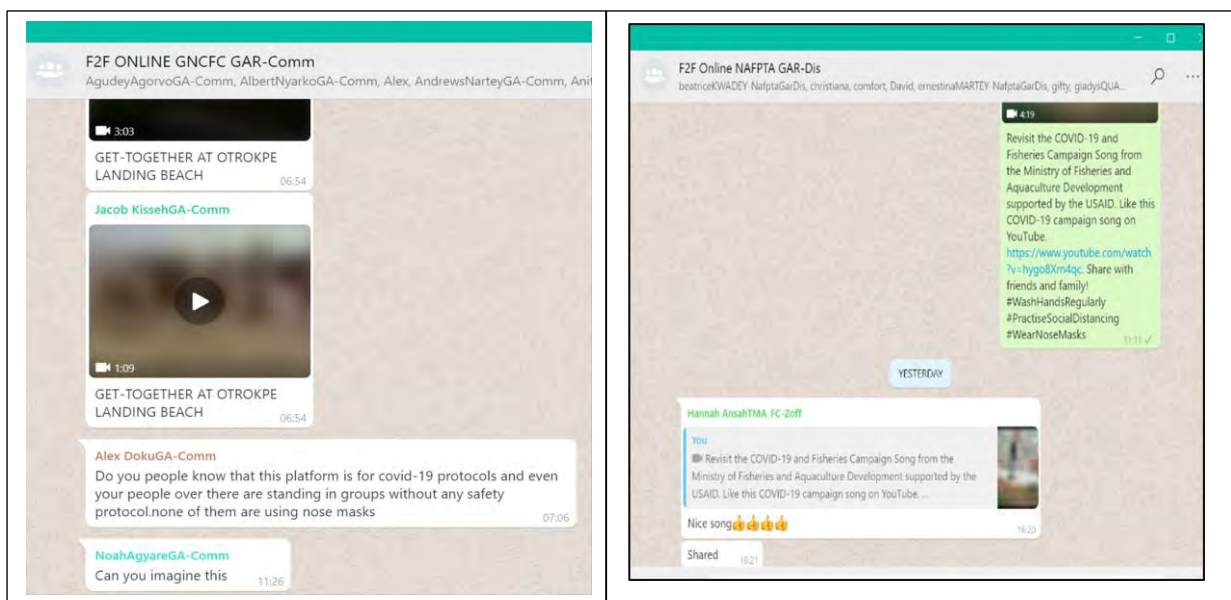 F2F ONLINE GNCFC GAR-Comm
AgudeyAgorvoGA-Comm, AlbertNyarkoGA-Comm, Alex, AndrewsNarteyGA-Comm, Ani
3:03
GET-TOGETHER AT OTROKPE
LANDING BEACH
06:54
Jacob KissehGA-Comm
1:09
GET-TOGETHER AT OTROKPE
LANDING BEACH
06:54
Alex DokuGA-Comm
Do you people know that this platform is for covid-19 protocols and even
your people over there are standing in groups without any safety
protocol.none of them are using nose masks
07:06
NoahAgyareGA-Comm
Can you imagine this
11:26
F2F Online NAFPTA GAR-Dis
beatriceKWADEY-NafptaGarDis, christiana, comfort, David, ernestinaMARTEY-NafptaGarDis, gifty, gladysQUA...
4:19
Revisit the COVID-19 and
Fisheries Campaign Song from
the Ministry of Fisheries and
Aquaculture Development
supported by the USAID. Like this
COVID-19 campaign song on
YouTube.
https://www.youtube.com/watch
?v=hygo8Xm4qc. Share with
friends and family!
#WashHandsRegularly
#PractiseSocialDistancing
#WearNoseMasks
11:11
YESTERDAY
Hannah AnsahTMA FC-Zoff
You
Revisit the COVID-19 and Fisheries Campaign Song from the
Ministry of Fisheries and Aquaculture Development supported by the
USAID. Like this COVID-19 campaign song on YouTube. ...
Nice song👍👍👍👍
16:20
Shared
16:21